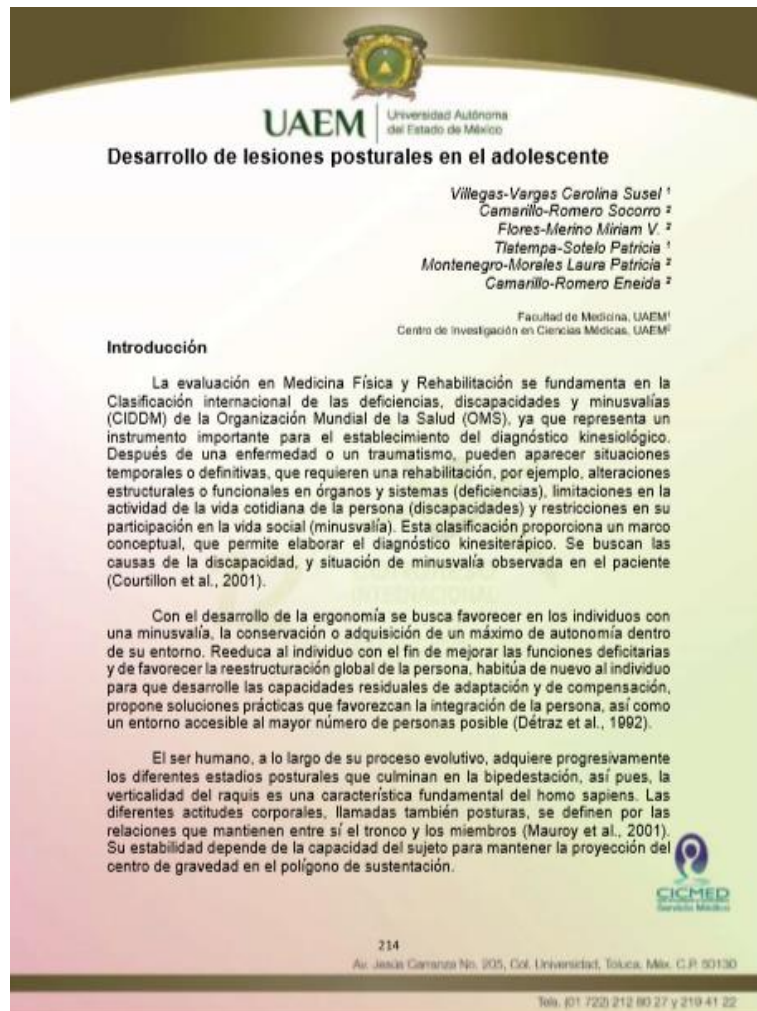 UAEM
Universidad Autónoma
del Estado de México
Desarrollo de lesiones posturales en el adolescente
Villegas-Vargas Carolina Susel ¹
Camarillo-Romero Socorro ²
Flores-Merino Miriam V. ²
Tlatempa-Sotelo Patricia ¹
Montenegro-Morales Laura Patricia ²
Camarillo-Romero Eneida ²
Facultad de Medicina, UAEM¹
Centro de Investigación en Ciencias Médicas, UAEM²
Introducción
La evaluación en Medicina Física y Rehabilitación se fundamenta en la
Clasificación internacional de las deficiencias, discapacidades y minusvalías
(CIDDM) de la Organización Mundial de la Salud (OMS), ya que representa un
instrumento importante para el establecimiento del diagnóstico kinesiológico.
Después de una enfermedad o un traumatismo, pueden aparecer situaciones
temporales o definitivas, que requieren una rehabilitación, por ejemplo, alteraciones
estructurales o funcionales en órganos y sistemas (deficiencias), limitaciones en la
actividad de la vida cotidiana de la persona (discapacidades) y restricciones en su
participación en la vida social (minusvalía). Esta clasificación proporciona un marco
conceptual, que permite elaborar el diagnóstico kinesiterápico. Se buscan las
causas de la discapacidad, y situación de minusvalía observada en el paciente
(Courtillon et al., 2001).
INTERNACIONAL
Con el desarrollo de la ergonomía se busca favorecer en los individuos con
una minusvalía, la conservación o adquisición de un máximo de autonomía dentro
de su entorno. Reeduca al individuo con el fin de mejorar las funciones deficitarias
y de favorecer la reestructuración global de la persona, habitúa de nuevo al individuo
para que desarrolle las capacidades residuales de adaptación y de compensación,
propone soluciones prácticas que favorezcan la integración de la persona, así como
un entorno accesible al mayor número de personas posible (Détraz et al., 1992).
El ser humano, a lo largo de su proceso evolutivo, adquiere progresivamente
los diferentes estadios posturales que culminan en la bipedestación, así pues, la
verticalidad del raquis es una característica fundamental del homo sapiens. Las
diferentes actitudes corporales, llamadas también posturas, se definen por las
relaciones que mantienen entre sí el tronco y los miembros (Mauroy et al., 2001).
Su estabilidad depende de la capacidad del sujeto para mantener la proyección del
centro de gravedad en el polígono de sustentación.
CICMED
Servicio Médico
214
Av. Jesús Carranza No. 205, Col. Universidad, Toluca, Méx. C.P. 50130
Tels. (01 722) 212 80 27 y 219 41 22